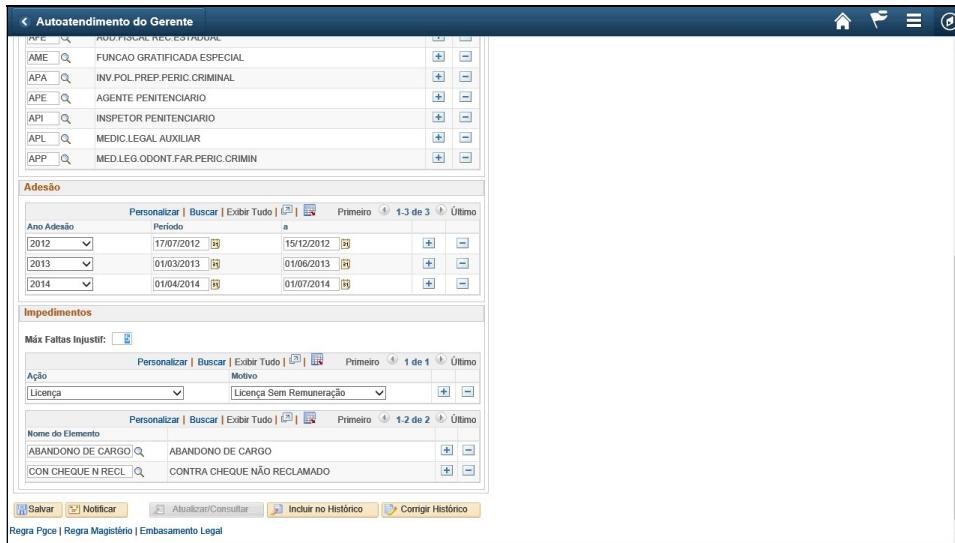 Autoatendimento do Gerente
AFE AUD.FISCAL REC.ESTADUAL
AME FUNCAO GRATIFICADA ESPECIAL
APA INV.POL.PREP.PERIC.CRIMINAL
APE AGENTE PENITENCIARIO
API INSPETOR PENITENCIARIO
APL MEDIC.LEGAL AUXILIAR
APP MED.LEG.ODONT.FAR.PERIC.CRIMIN
Adesão
Personalizar | Buscar | Exibir Tudo | | Primeiro 1-3 de 3 Último
Ano Adesão Período a
2012 17/07/2012 15/12/2012
2013 01/03/2013 01/06/2013
2014 01/04/2014 01/07/2014
Impedimentos
Máx Faltas Injustif:
Personalizar | Buscar | Exibir Tudo | | Primeiro 1 de 1 Último
Ação Motivo
Licença Licença Sem Remuneração
Personalizar | Buscar | Exibir Tudo | | Primeiro 1-2 de 2 Último
Nome do Elemento
ABANDONO DE CARGO ABANDONO DE CARGO
CON CHEQUE N RECL CONTRA CHEQUE NÃO RECLAMADO
Salvar Notificar Atualizar/Consultar Incluir no Histórico Corrigir Histórico
Regra Pgce | Regra Magistério | Embasamento Legal